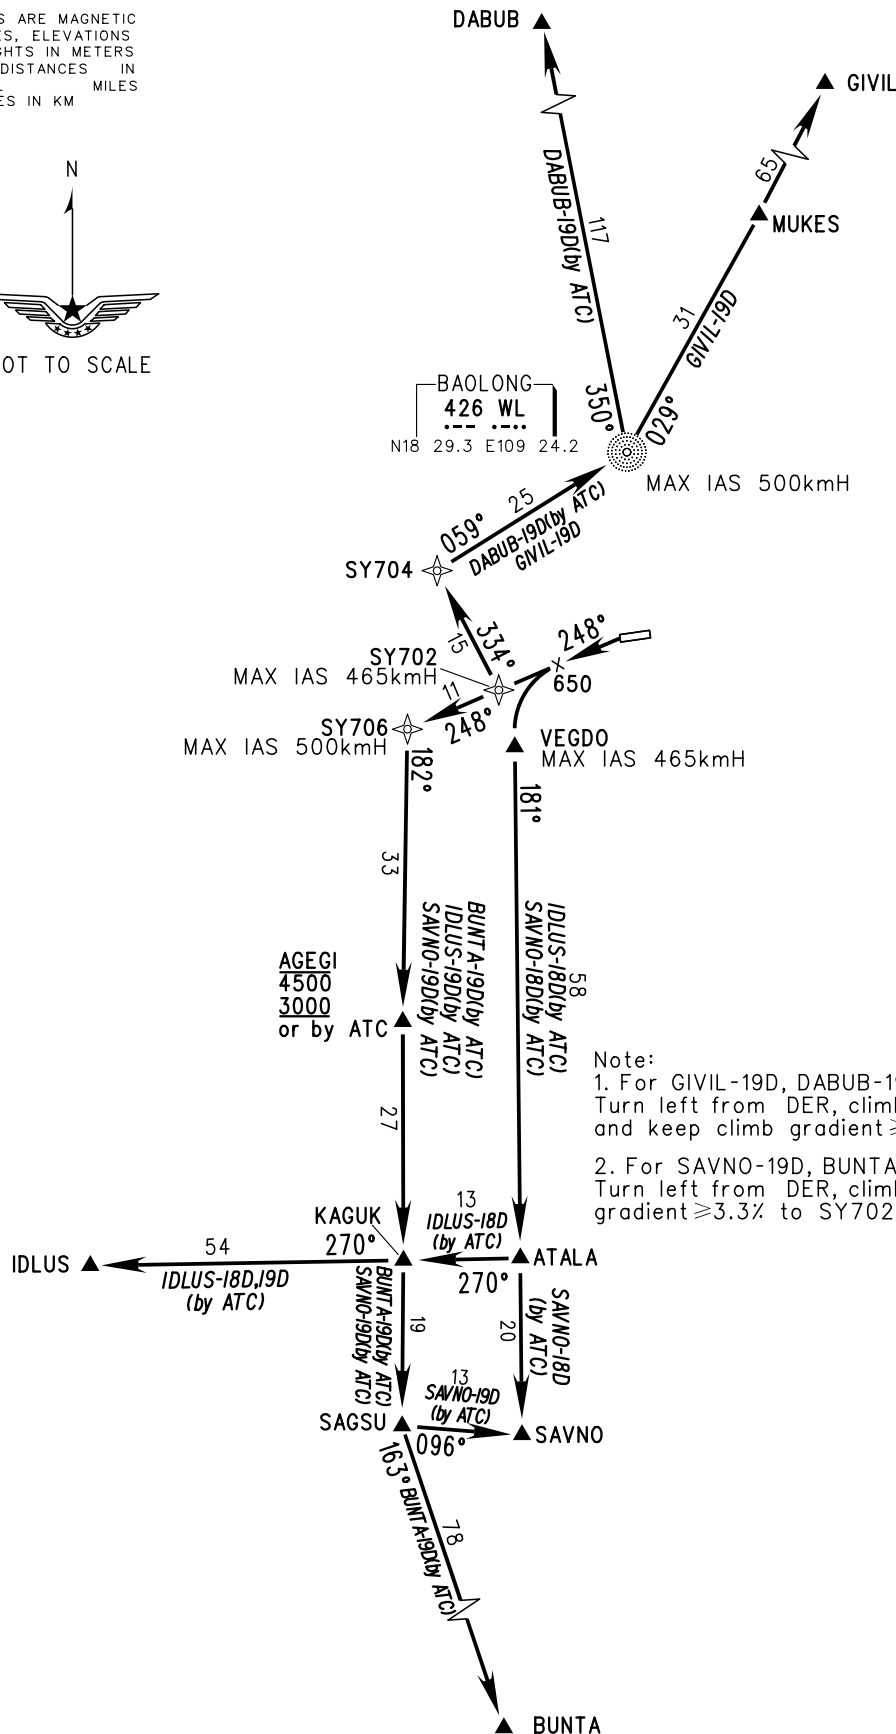 S ARE MAGNETIC
ES, ELEVATIONS
GHTS IN METERS
DISTANCES IN
MILES
ES IN KM
N
OT TO SCALE
DABUB
GIVIL
65
MUKES
DABUB-19D(by ATC)
117
31
GIVIL-19D
BAOLONG
426 WL
N18 29.3 E109 24.2
350°
029°
MAX IAS 500kmH
25
059°
DABUB-19D(by ATC)
GIVIL-19D
SY704
15
334°
248°
SY702
MAX IAS 465kmH
650
11
248°
SY706
MAX IAS 500kmH
VEGDO
MAX IAS 465kmH
182°
181°
33
BUNTA-19D(by ATC)
IDLUS-19D(by ATC)
SAVNO-19D(by ATC)
IDLUS-18D(by ATC)
SAVNO-18D(by ATC)
58
AGEGI
4500
3000
or by ATC
27
Note:
1. For GIVIL-19D, DABUB-19
Turn left from DER, climb
and keep climb gradient≥
2. For SAVNO-19D, BUNTA
Turn left from DER, climb
gradient≥3.3% to SY702
KAGUK
13
IDLUS-18D
(by ATC)
270°
54
IDLUS
IDLUS-18D,19D
(by ATC)
ATALA
270°
BUNTA-19D(by ATC)
SAVNO-19D(by ATC)
19
20
SAVNO-18D
(by ATC)
13
SAVNO-19D
(by ATC)
SAGSU
096°
SAVNO
163°
BUNTA-19D(by ATC)
78
BUNTA